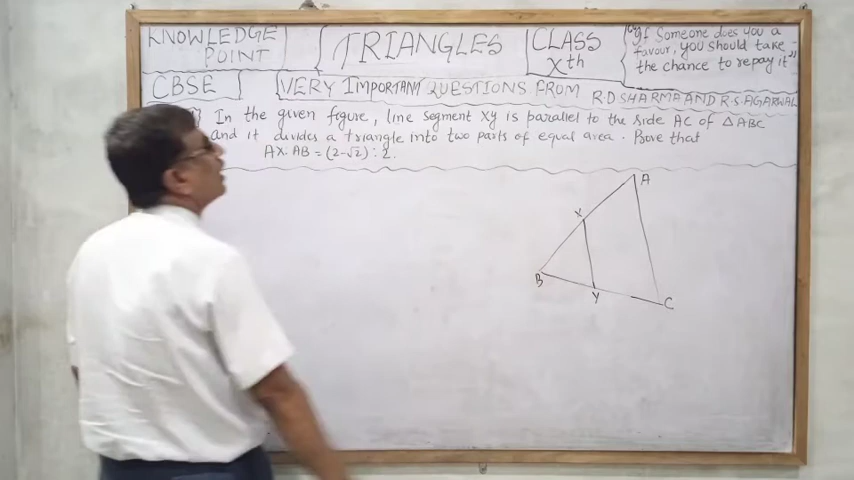 KNOWLEDGE
POINT
TRIANGLES
CLASS
Xth
"If Someone does you a
favour, you should take
the chance to repay it"
CBSE
VERY IMPORTANT QUESTIONS FROM R.D SHARMA AND R.S. AGARWAL
In the given figure, line segment XY is parallel to the side AC of △ABC
and it divides a triangle into two parts of equal area. Prove that
AX:AB = (2-√2):2.
A
X
B
Y
C